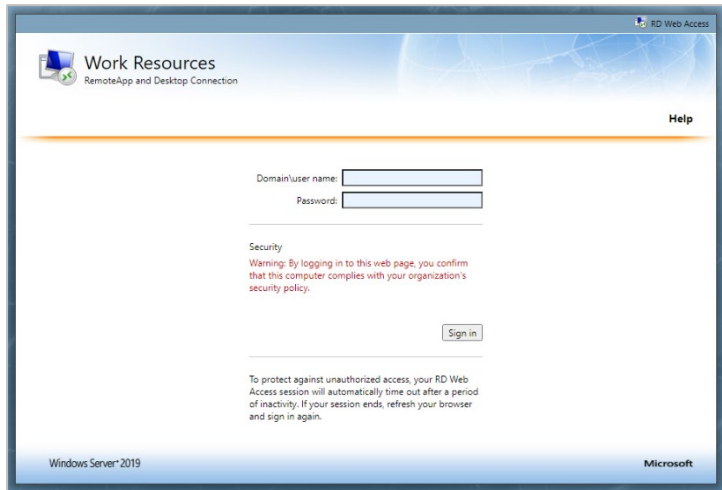 RD Web Access
Work Resources
RemoteApp and Desktop Connection
Help
Domain\user name:
Password:
Security
Warning: By logging in to this web page, you confirm
that this computer complies with your organization's
security policy.
Sign in
To protect against unauthorized access, your RD Web
Access session will automatically time out after a period
of inactivity. If your session ends, refresh your browser
and sign in again.
Windows Server® 2019
Microsoft